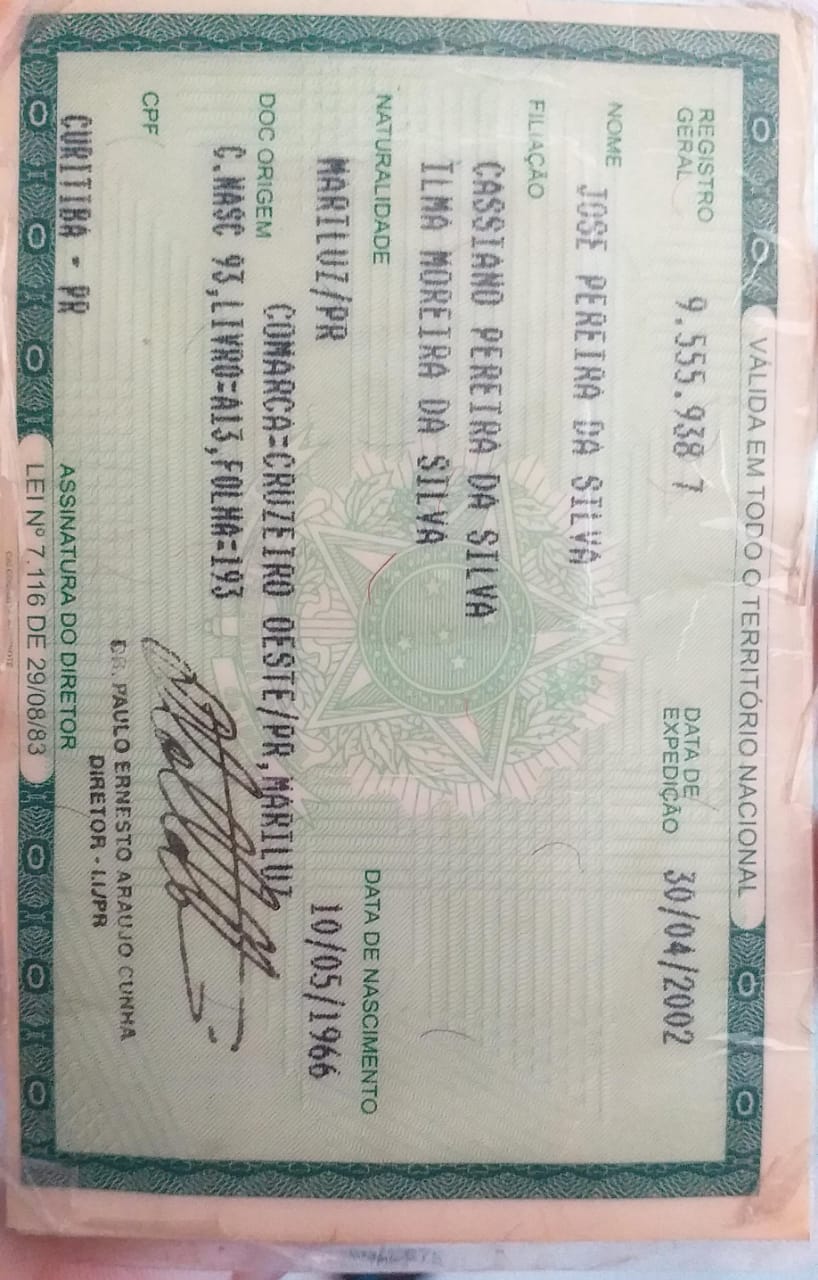 VÁLIDA EM TODO O TERRITÓRIO NACIONAL
REGISTRO GERAL 9.555.938 7 DATA DE EXPEDIÇÃO 30/04/2002
NOME
JOSE PEREIRA DA SILVA
FILIAÇÃO
CASSIANO PEREIRA DA SILVA
ILMA MOREIRA DA SILVA
NATURALIDADE DATA DE NASCIMENTO
MARILUZ/PR 10/05/1966
DOC ORIGEM COMARCA=CRUZEIRO OESTE/PR,MARILUZ
C.NASC 93,LIVRO=A13,FOLHA=193
CPF
DR. PAULO ERNESTO ARAUJO CUNHA
DIRETOR - I.I/PR
CURITIBA - PR
ASSINATURA DO DIRETOR
LEI Nº 7.116 DE 29/08/83